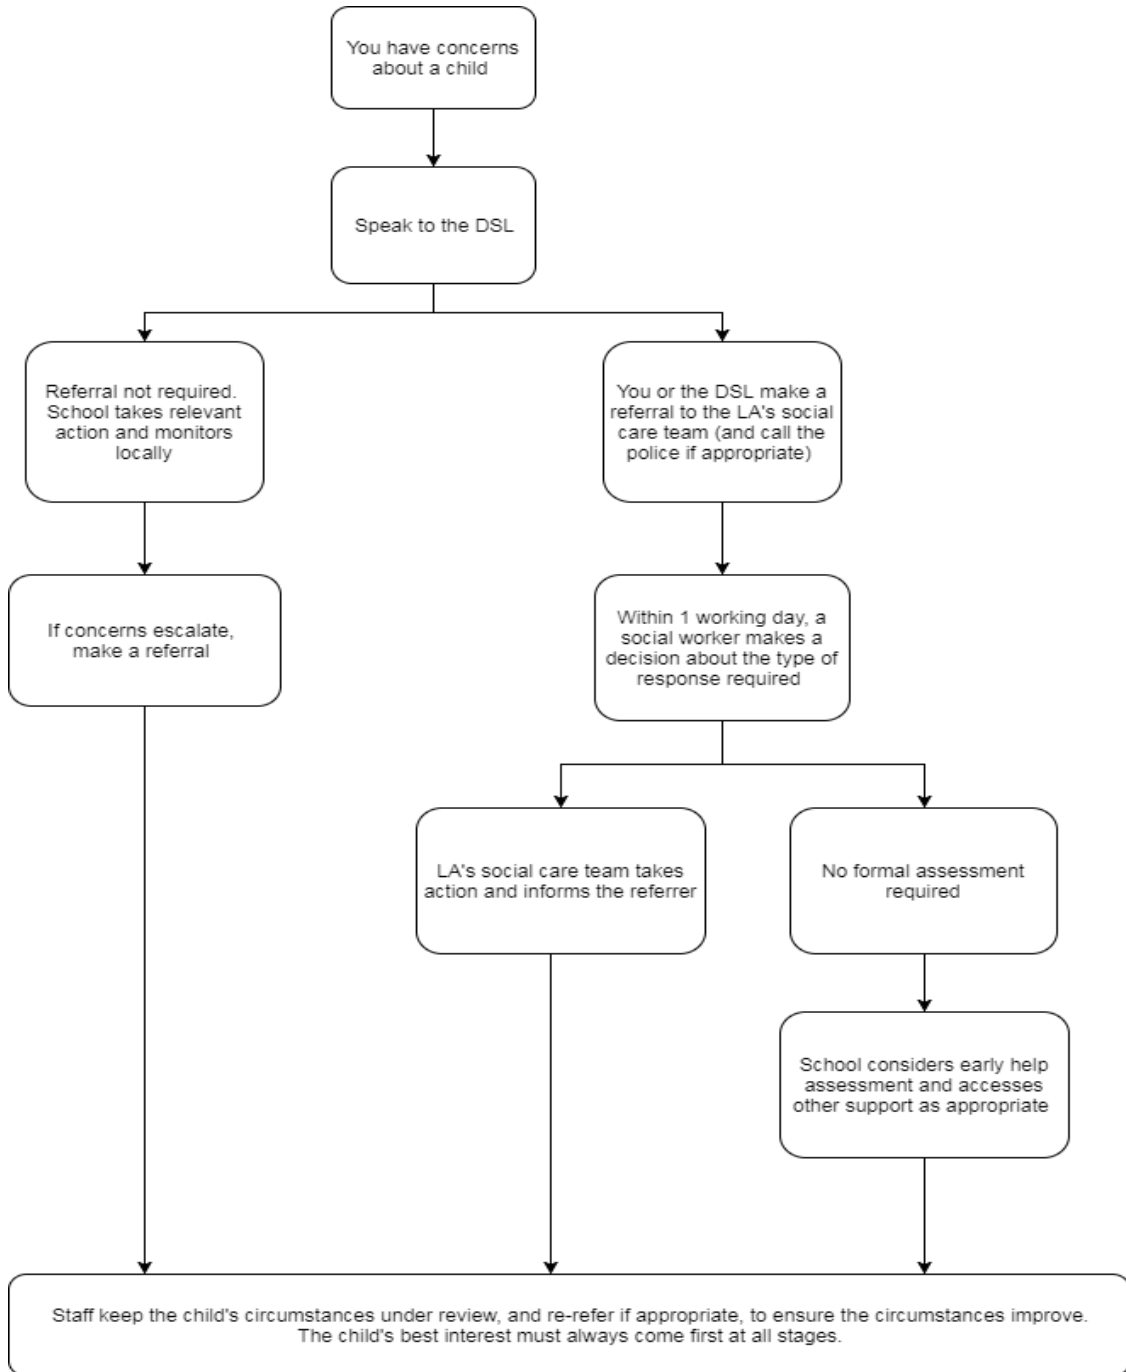 You have concerns
about a child
Speak to the DSL
Referral not required.
School takes relevant
action and monitors
locally
You or the DSL make a
referral to the LA's social
care team (and call the
police if appropriate)
If concerns escalate,
make a referral
Within 1 working day, a
social worker makes a
decision about the type of
response required
LA's social care team takes
action and informs the referrer
No formal assessment
required
School considers early help
assessment and accesses
other support as appropriate
Staff keep the child's circumstances under review, and re-refer if appropriate, to ensure the circumstances improve.
The child's best interest must always come first at all stages.